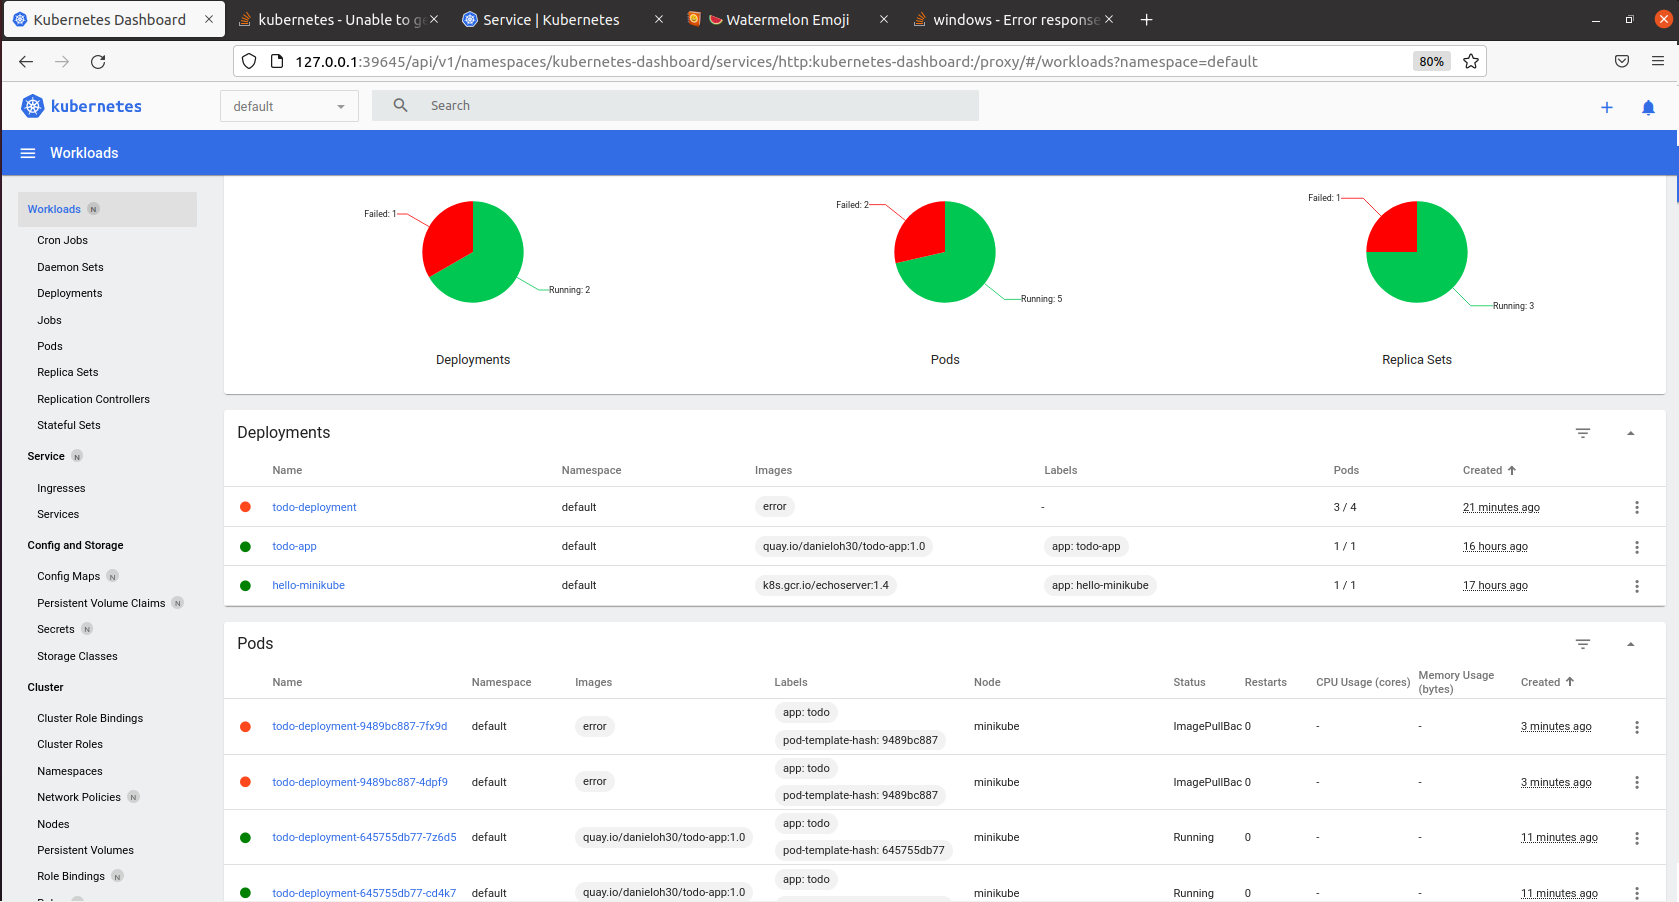 Kubernetes Dashboard
kubernetes - Unable to ge
Service | Kubernetes
🍉 Watermelon Emoji
windows - Error response
127.0.0.1:39645/api/v1/namespaces/kubernetes-dashboard/services/http:kubernetes-dashboard:/proxy/#/workloads?namespace=default
80%
kubernetes
default
Search
Workloads
Workloads N
Cron Jobs
Daemon Sets
Deployments
Jobs
Pods
Replica Sets
Replication Controllers
Stateful Sets
Service N
Ingresses
Services
Config and Storage
Config Maps N
Persistent Volume Claims N
Secrets N
Storage Classes
Cluster
Cluster Role Bindings
Cluster Roles
Namespaces
Network Policies N
Nodes
Persistent Volumes
Role Bindings N
Failed: 1
Running: 2
Deployments
Failed: 2
Running: 5
Pods
Failed: 1
Running: 3
Replica Sets
Deployments
Name Namespace Images Labels Pods Created
todo-deployment default error - 3 / 4 21 minutes ago
todo-app default quay.io/danieloh30/todo-app:1.0 app: todo-app 1 / 1 16 hours ago
hello-minikube default k8s.gcr.io/echoserver:1.4 app: hello-minikube 1 / 1 17 hours ago
Pods
Name Namespace Images Labels Node Status Restarts CPU Usage (cores) Memory Usage (bytes) Created
app: todo
todo-deployment-9489bc887-7fx9d default error minikube ImagePullBac 0 - - 3 minutes ago
pod-template-hash: 9489bc887
app: todo
todo-deployment-9489bc887-4dpf9 default error minikube ImagePullBac 0 - - 3 minutes ago
pod-template-hash: 9489bc887
app: todo
todo-deployment-645755db77-7z6d5 default quay.io/danieloh30/todo-app:1.0 minikube Running 0 - - 11 minutes ago
pod-template-hash: 645755db77
app: todo
todo-deployment-645755db77-cd4k7 default quay.io/danieloh30/todo-app:1.0 minikube Running 0 - - 11 minutes ago